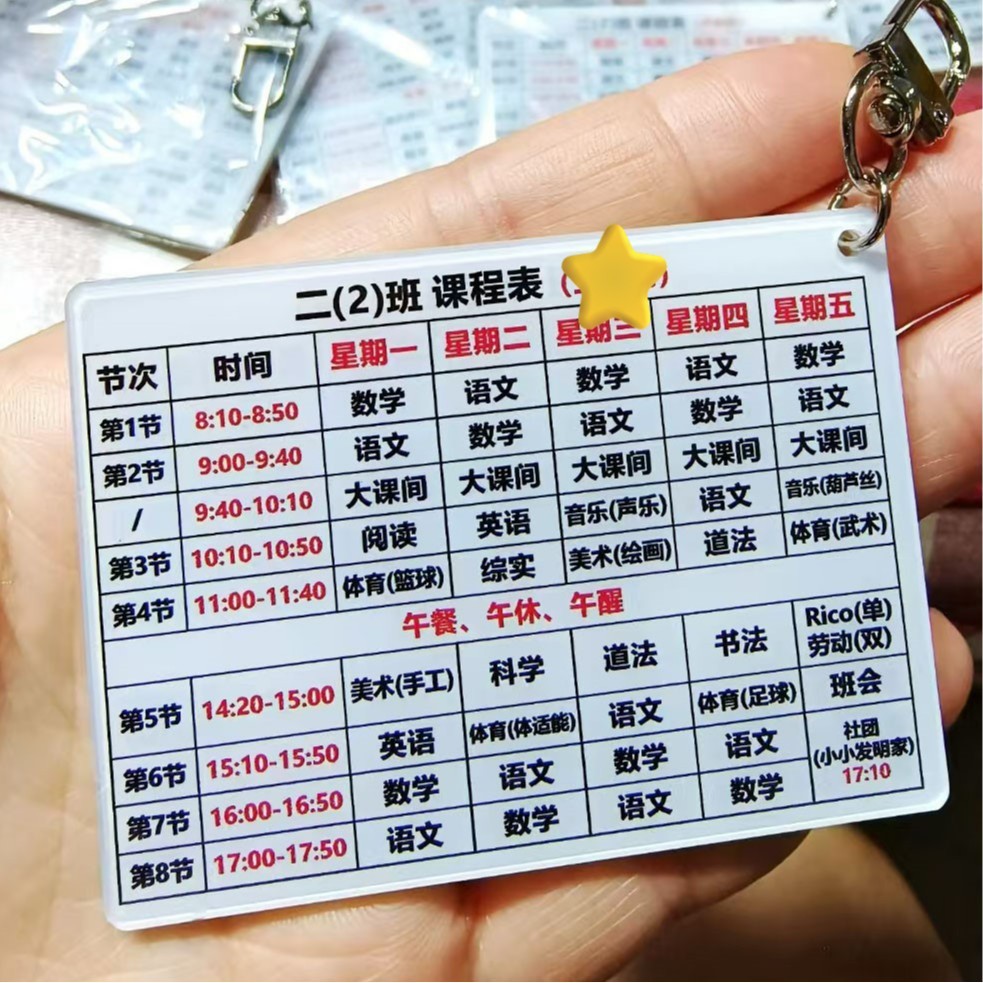 二(2)班 课程表
节次 时间 星期一 星期二 星期三 星期四 星期五
第1节 8:10-8:50 数学 语文 数学 语文 数学
第2节 9:00-9:40 语文 数学 语文 数学 语文
/ 9:40-10:10 大课间 大课间 大课间 大课间 大课间
第3节 10:10-10:50 阅读 英语 音乐(声乐) 语文 音乐(葫芦丝)
第4节 11:00-11:40 体育(篮球) 综实 美术(绘画) 道法 体育(武术)
午餐、午休、午醒
第5节 14:20-15:00 美术(手工) 科学 道法 书法 Rico(单)
劳动(双)
第6节 15:10-15:50 英语 体育(体适能) 语文 体育(足球) 班会
第7节 16:00-16:50 数学 语文 数学 语文 社团
(小小发明家)
17:10
第8节 17:00-17:50 语文 数学 语文 数学